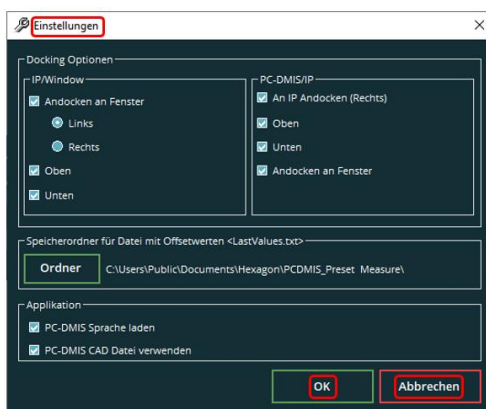 Einstellungen
Docking Optionen
IP/Window
Andocken an Fenster
Links
Rechts
Oben
Unten
PC-DMIS/IP
An IP Andocken (Rechts)
Oben
Unten
Andocken an Fenster
Speicherordner für Datei mit Offsetwerten <LastValues.txt>
Ordner C:\Users\Public\Documents\Hexagon\PCDMIS_Preset Measure\
Applikation
PC-DMIS Sprache laden
PC-DMIS CAD Datei verwenden
OK Abbrechen